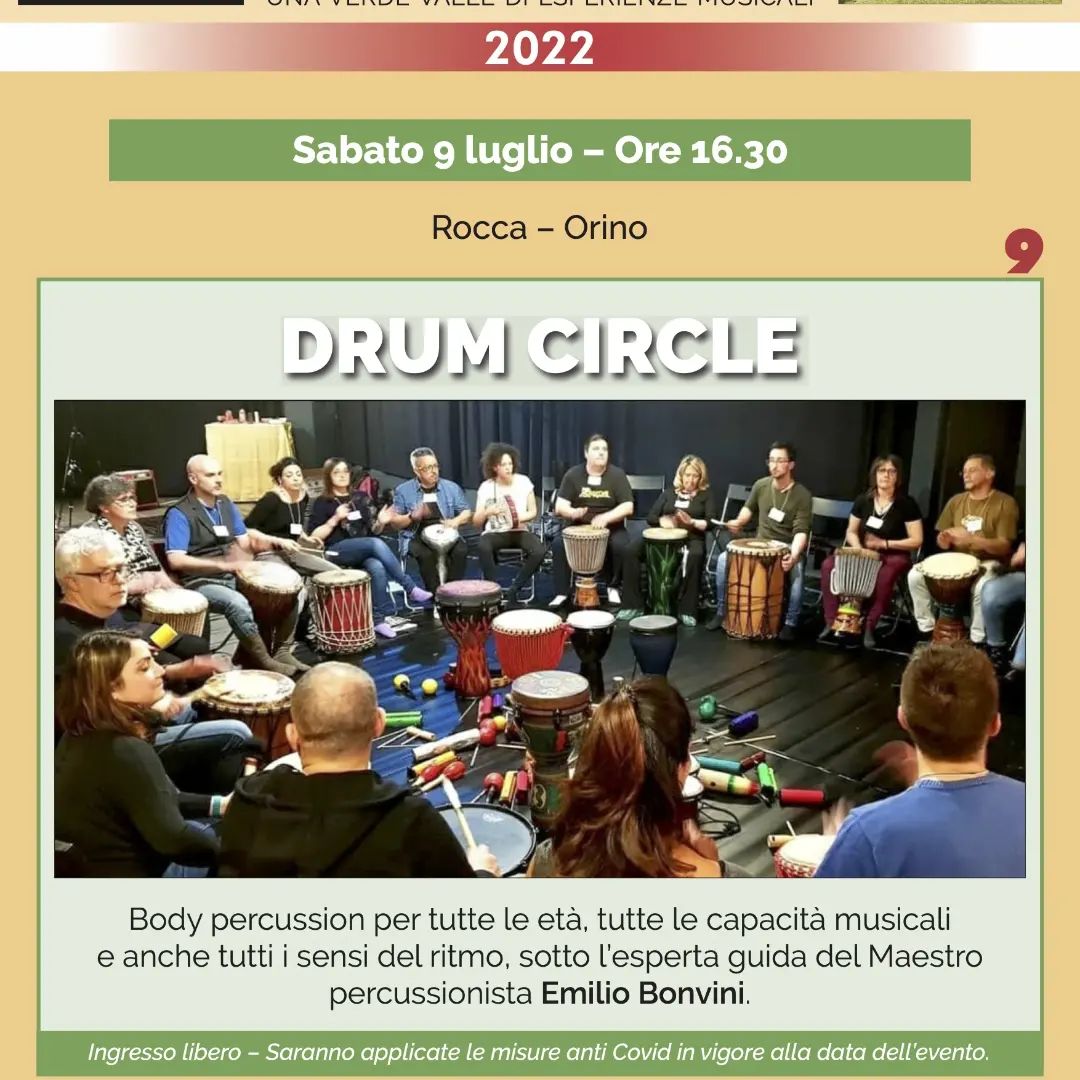 UNA VERDE VALLE DI ESPERIENZE MUSICALI
2022
Sabato 9 luglio – Ore 16.30
Rocca – Orino
9
DRUM CIRCLE
Body percussion per tutte le età, tutte le capacità musicali
e anche tutti i sensi del ritmo, sotto l’esperta guida del Maestro
percussionista Emilio Bonvini.
Ingresso libero – Saranno applicate le misure anti Covid in vigore alla data dell’evento.